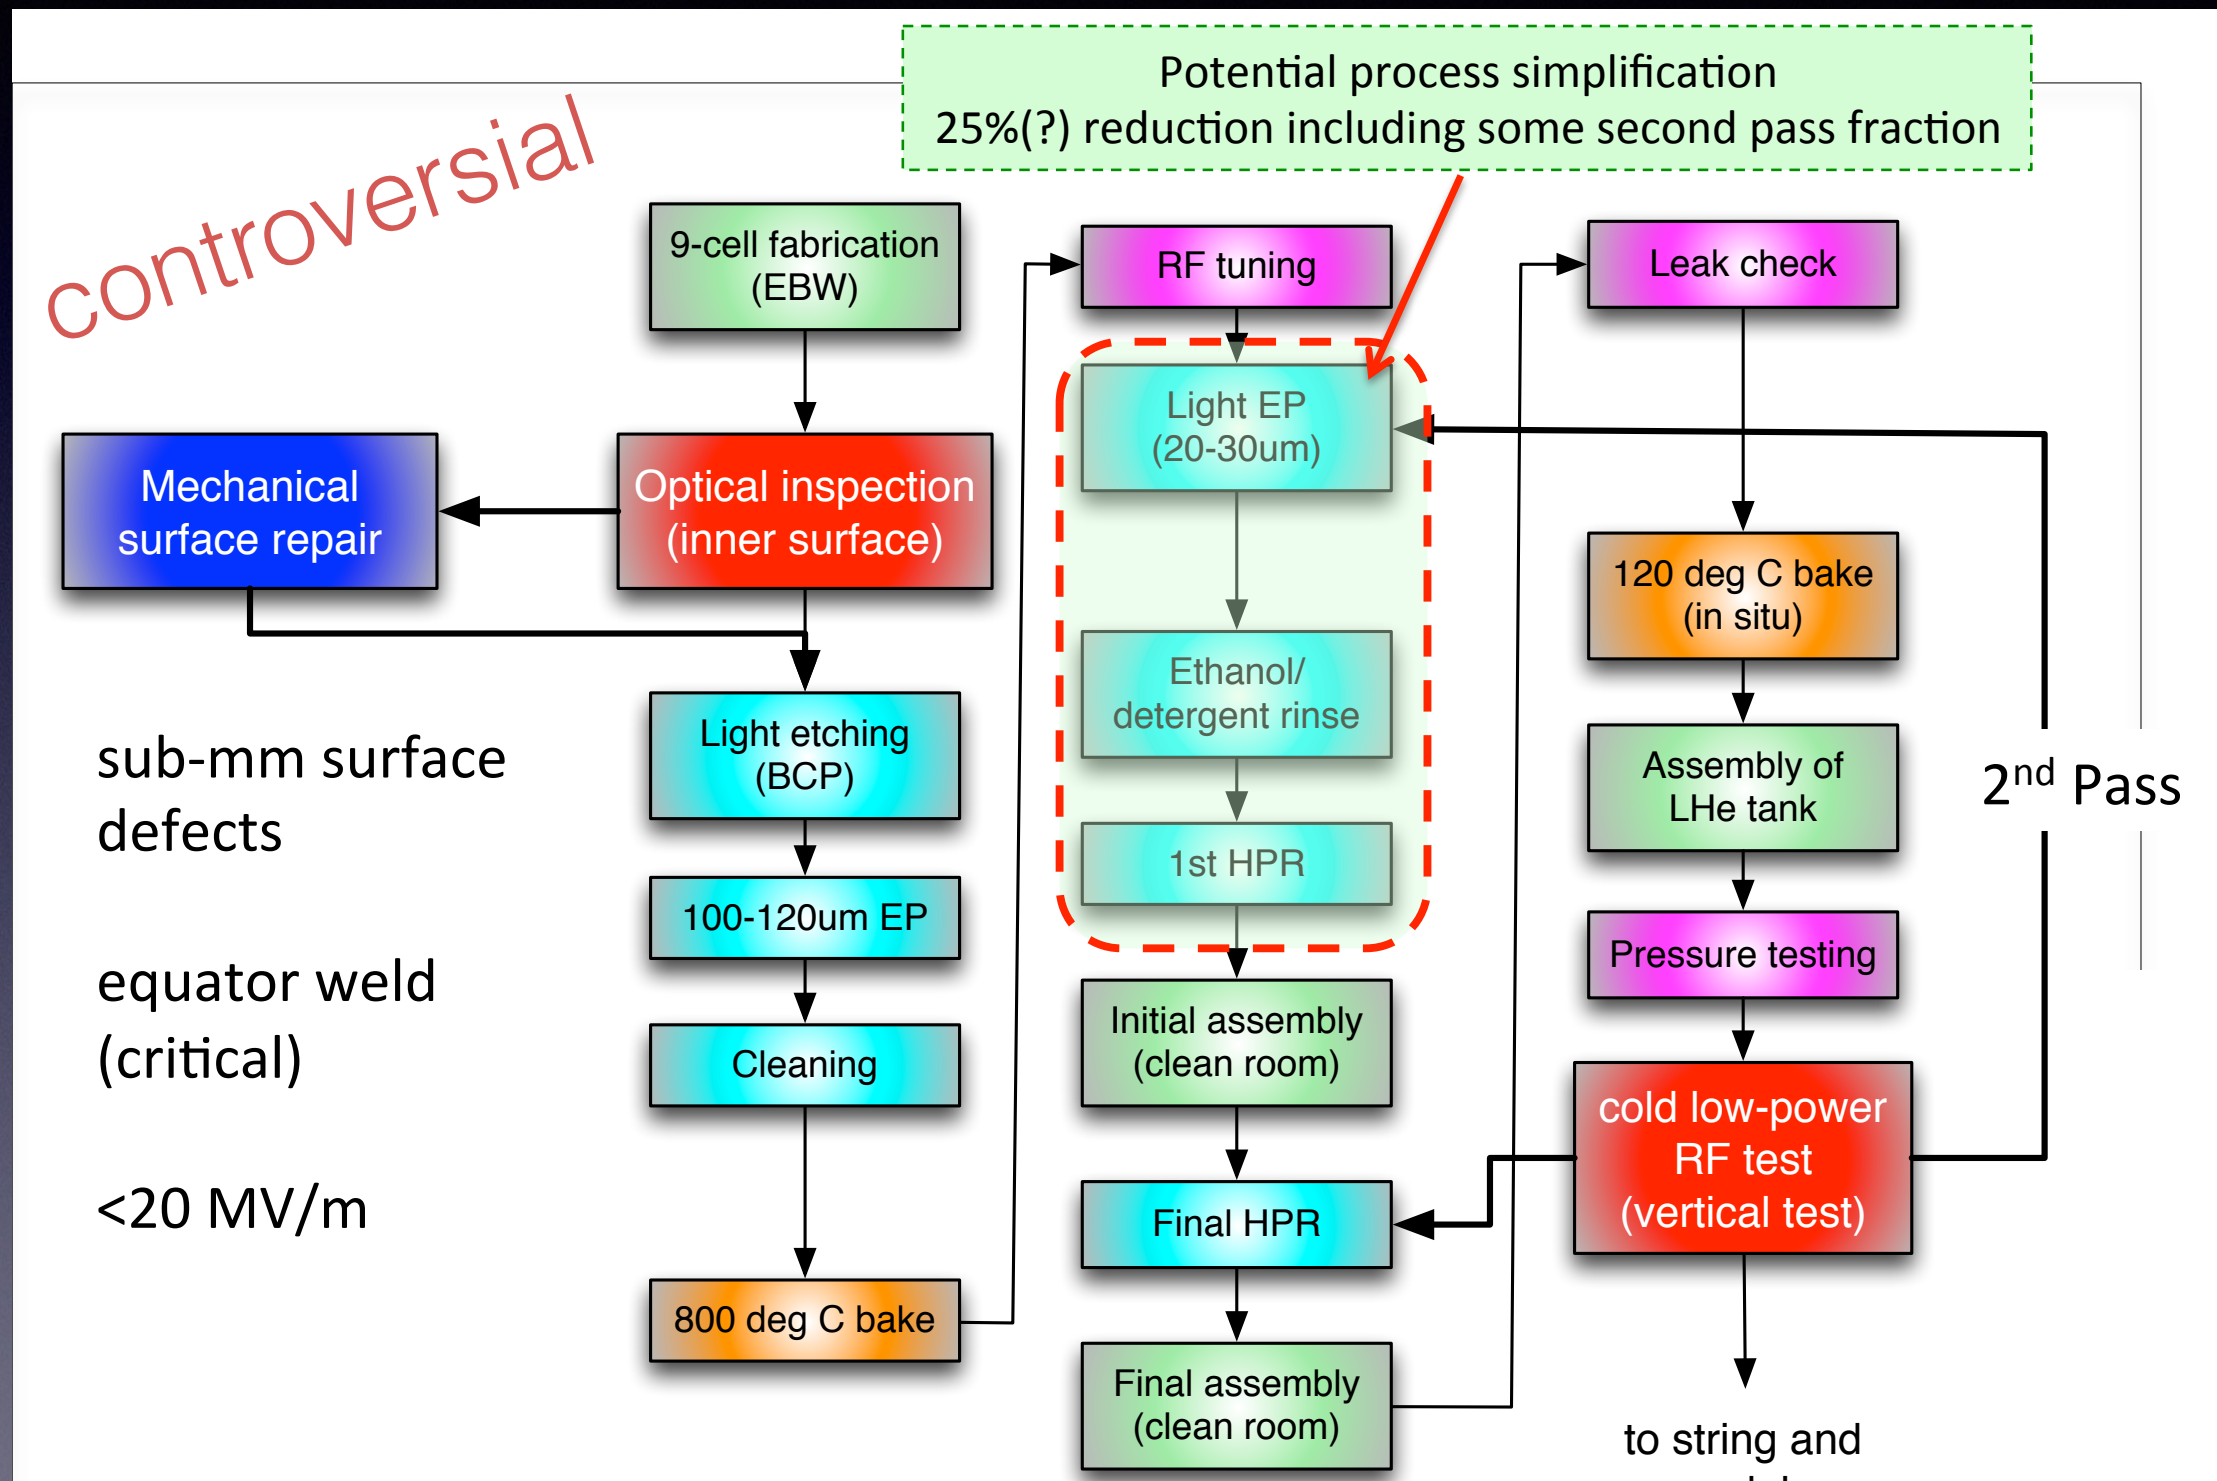 Potential process simplification
25%(?) reduction including some second pass fraction
controversial
9-cell fabrication
(EBW)
Mechanical
surface repair
Optical inspection
(inner surface)
Light etching
(BCP)
100-120um EP
Cleaning
800 deg C bake
sub-mm surface
defects
equator weld
(critical)
<20 MV/m
RF tuning
Light EP
(20-30um)
Ethanol/
detergent rinse
1st HPR
Initial assembly
(clean room)
Final HPR
Final assembly
(clean room)
Leak check
120 deg C bake
(in situ)
Assembly of
LHe tank
Pressure testing
cold low-power
RF test
(vertical test)
2nd Pass
to string and